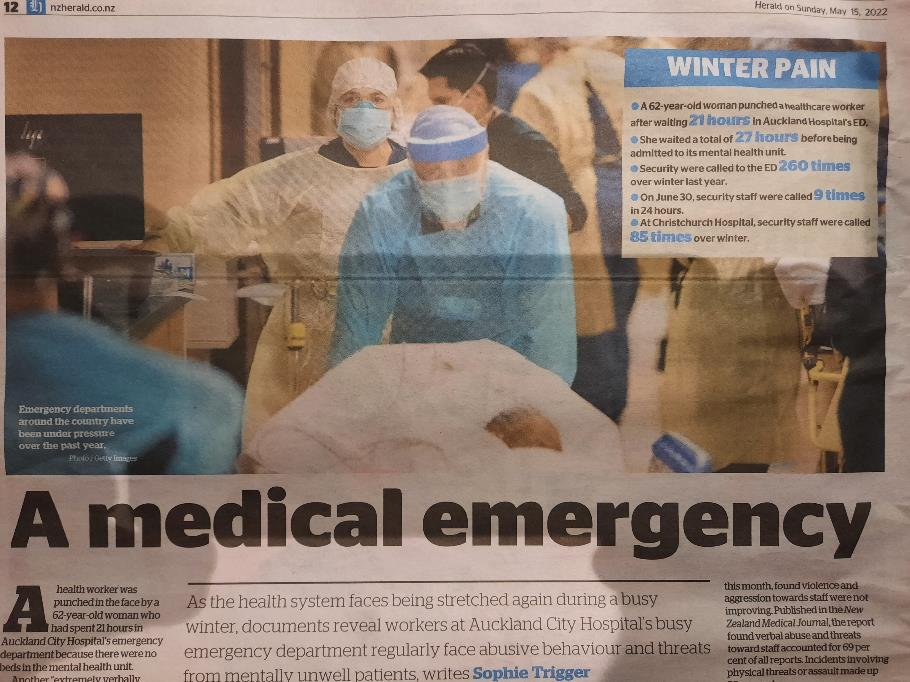 12 nzherald.co.nz
Herald on Sunday, May 15, 2022
WINTER PAIN
A 62-year-old woman punched a healthcare worker
after waiting 21 hours in Auckland Hospital's ED.
She waited a total of 27 hours before being
admitted to its mental health unit.
Security were called to the ED 260 times
over winter last year.
On June 30, security staff were called 9 times
in 24 hours.
At Christchurch Hospital, security staff were called
85 times over winter.
Emergency departments
around the country have
been under pressure
over the past year.
Photo / Getty Images
A medical emergency
A health worker was
punched in the face by a
62-year-old woman who
had spent 21 hours in
Auckland City Hospital's emergency
department because there were no
beds in the mental health unit.
Another "extremely verbally
As the health system faces being stretched again during a busy
winter, documents reveal workers at Auckland City Hospital's busy
emergency department regularly face abusive behaviour and threats
from mentally unwell patients, writes Sophie Trigger
this month, found violence and
aggression towards staff were not
improving. Published in the New
Zealand Medical Journal, the report
found verbal abuse and threats
toward staff accounted for 69 per
cent of all reports. Incidents involving
physical threats or assault made up